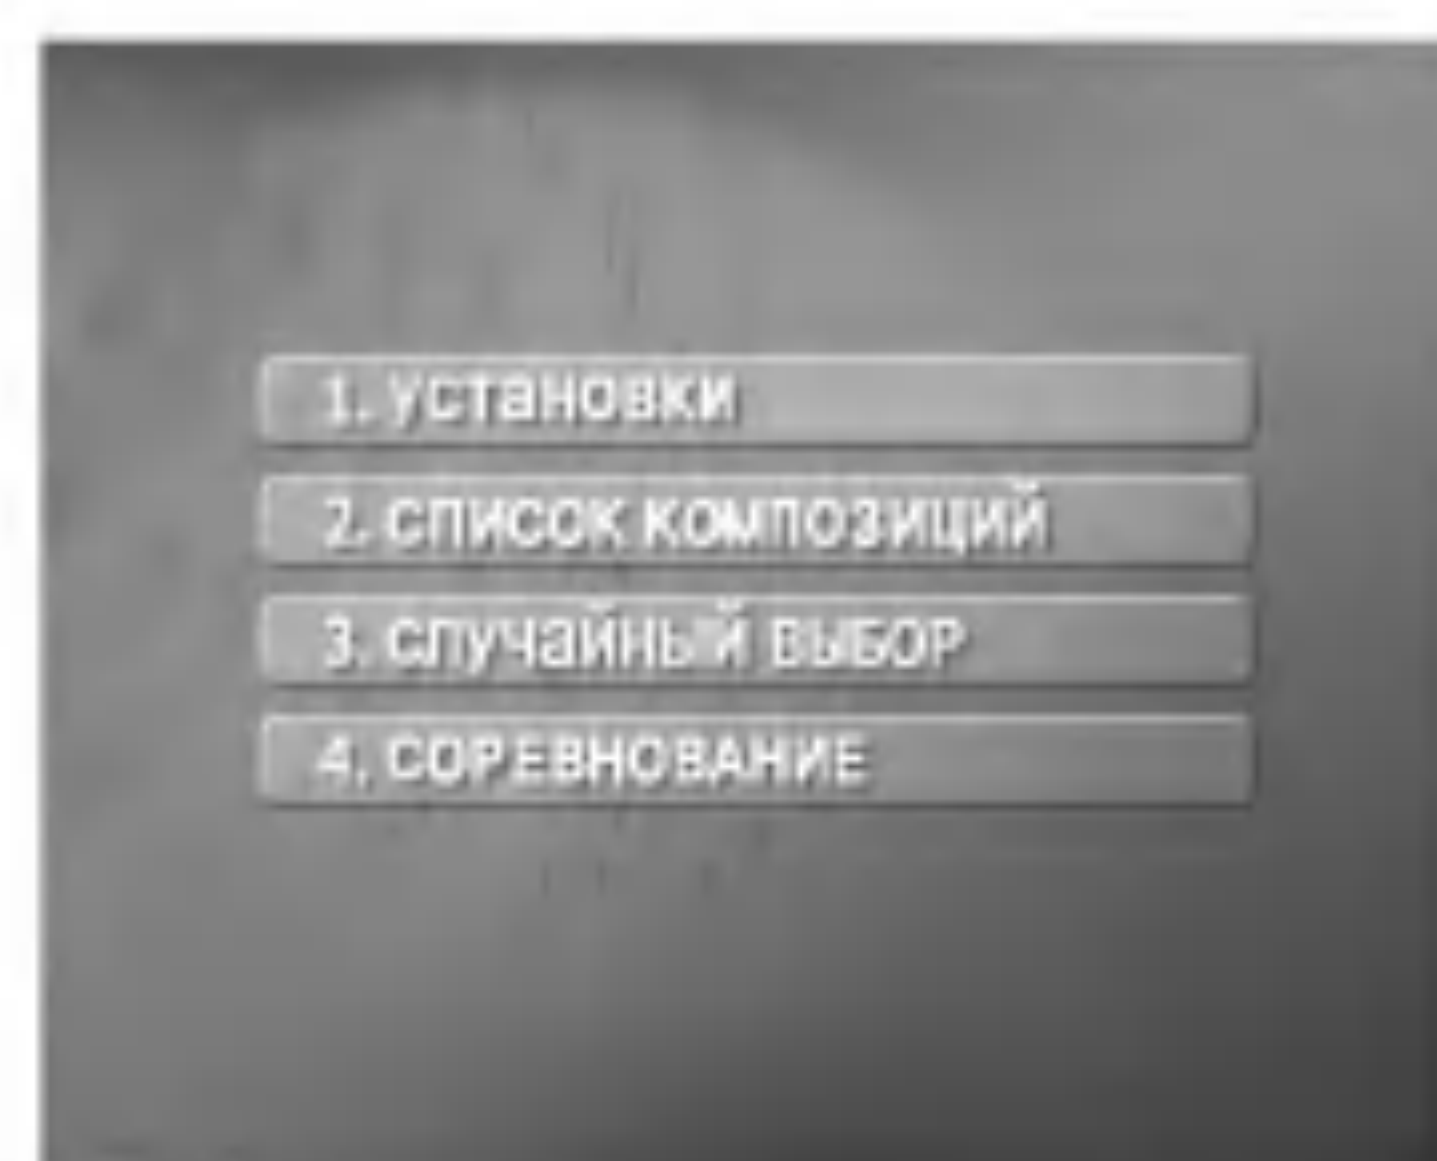 1. Установки
2. СПИСОК КОМПОЗИЦИЙ
3. СЛУЧАЙНЫЙ ВЫБОР
4. СОРЕВНОВАНИЕ